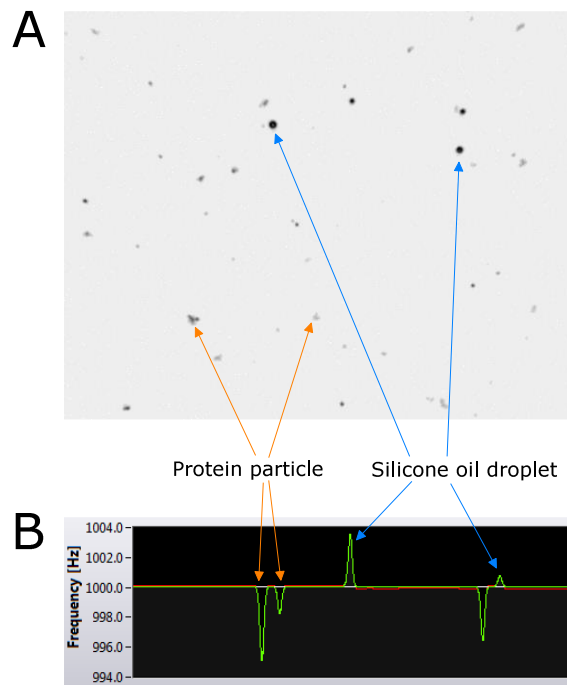 A
Protein particle
Silicone oil droplet
B
Frequency [Hz]
1004.0
1002.0
1000.0
998.0
996.0
994.0